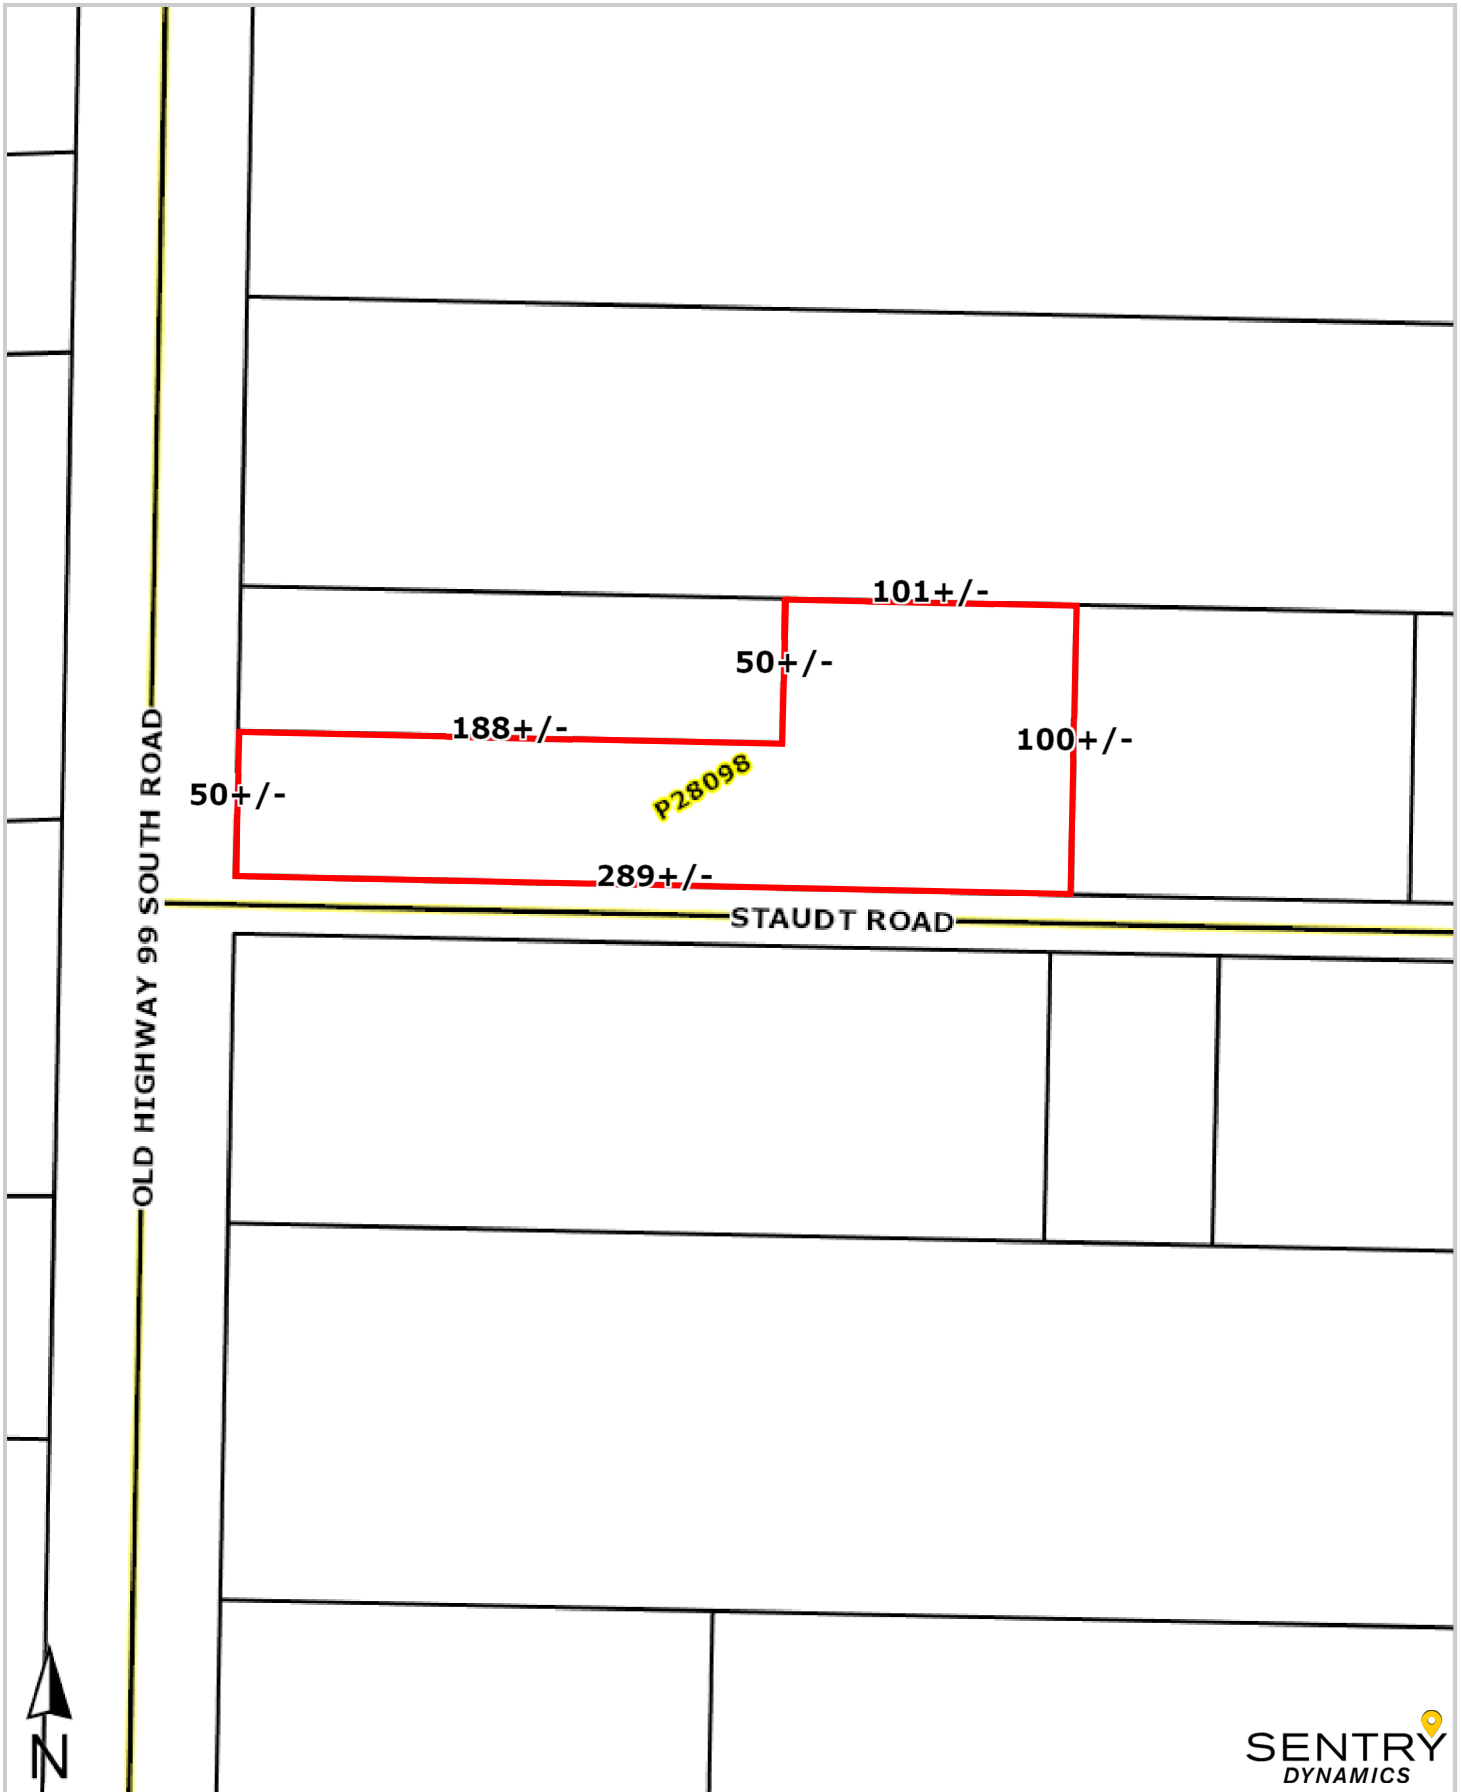 101+/-
50+/-
188+/-
100+/-
P28098
50+/-
289+/-
STAUDT ROAD
OLD HIGHWAY 99 SOUTH ROAD
N
SENTRY
DYNAMICS